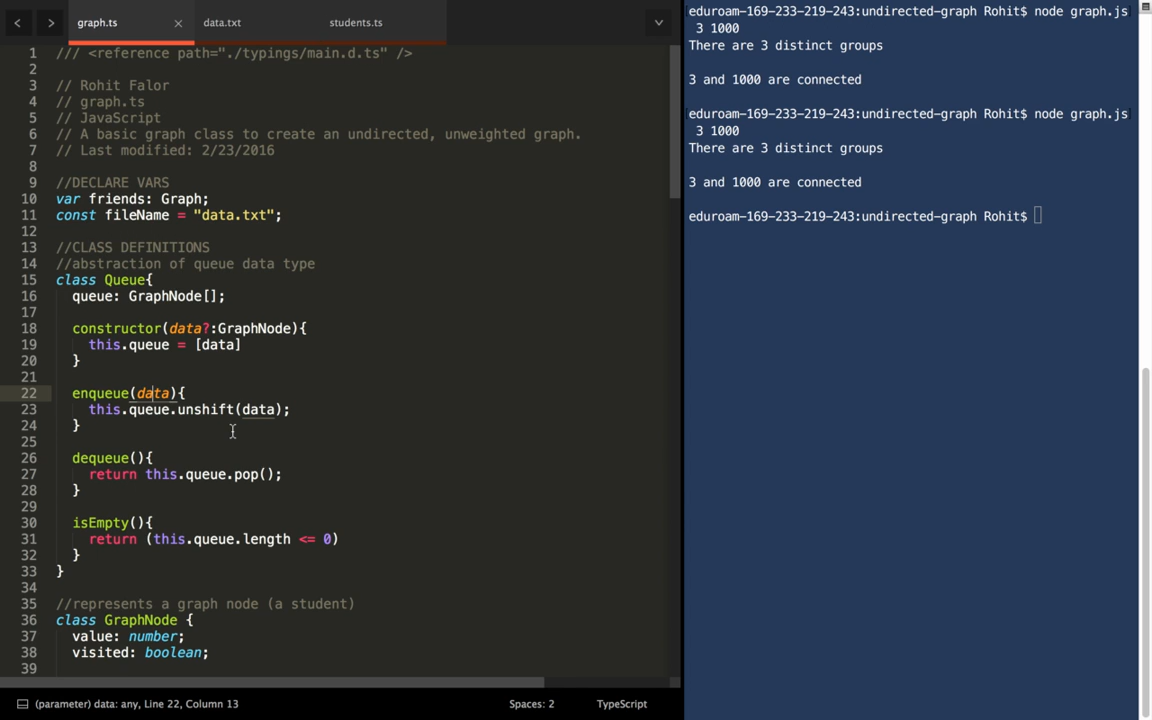 graph.ts
data.txt
students.ts
1 /// <reference path="./typings/main.d.ts" />
2
3 // Rohit Falor
4 // graph.ts
5 // JavaScript
6 // A basic graph class to create an undirected, unweighted graph.
7 // Last modified: 2/23/2016
8
9 //DECLARE VARS
10 var friends: Graph;
11 const fileName = "data.txt";
12
13 //CLASS DEFINITIONS
14 //abstraction of queue data type
15 class Queue{
16 queue: GraphNode[];
17
18 constructor(data?:GraphNode){
19 this.queue = [data]
20 }
21
22 enqueue(data){
23 this.queue.unshift(data);
24 }
25
26 dequeue(){
27 return this.queue.pop();
28 }
29
30 isEmpty(){
31 return (this.queue.length <= 0)
32 }
33 }
34
35 //represents a graph node (a student)
36 class GraphNode {
37 value: number;
38 visited: boolean;
39
(parameter) data: any, Line 22, Column 13
Spaces: 2
TypeScript
eduroam-169-233-219-243:undirected-graph Rohit$ node graph.js
3 1000
There are 3 distinct groups
3 and 1000 are connected
eduroam-169-233-219-243:undirected-graph Rohit$ node graph.js
3 1000
There are 3 distinct groups
3 and 1000 are connected
eduroam-169-233-219-243:undirected-graph Rohit$